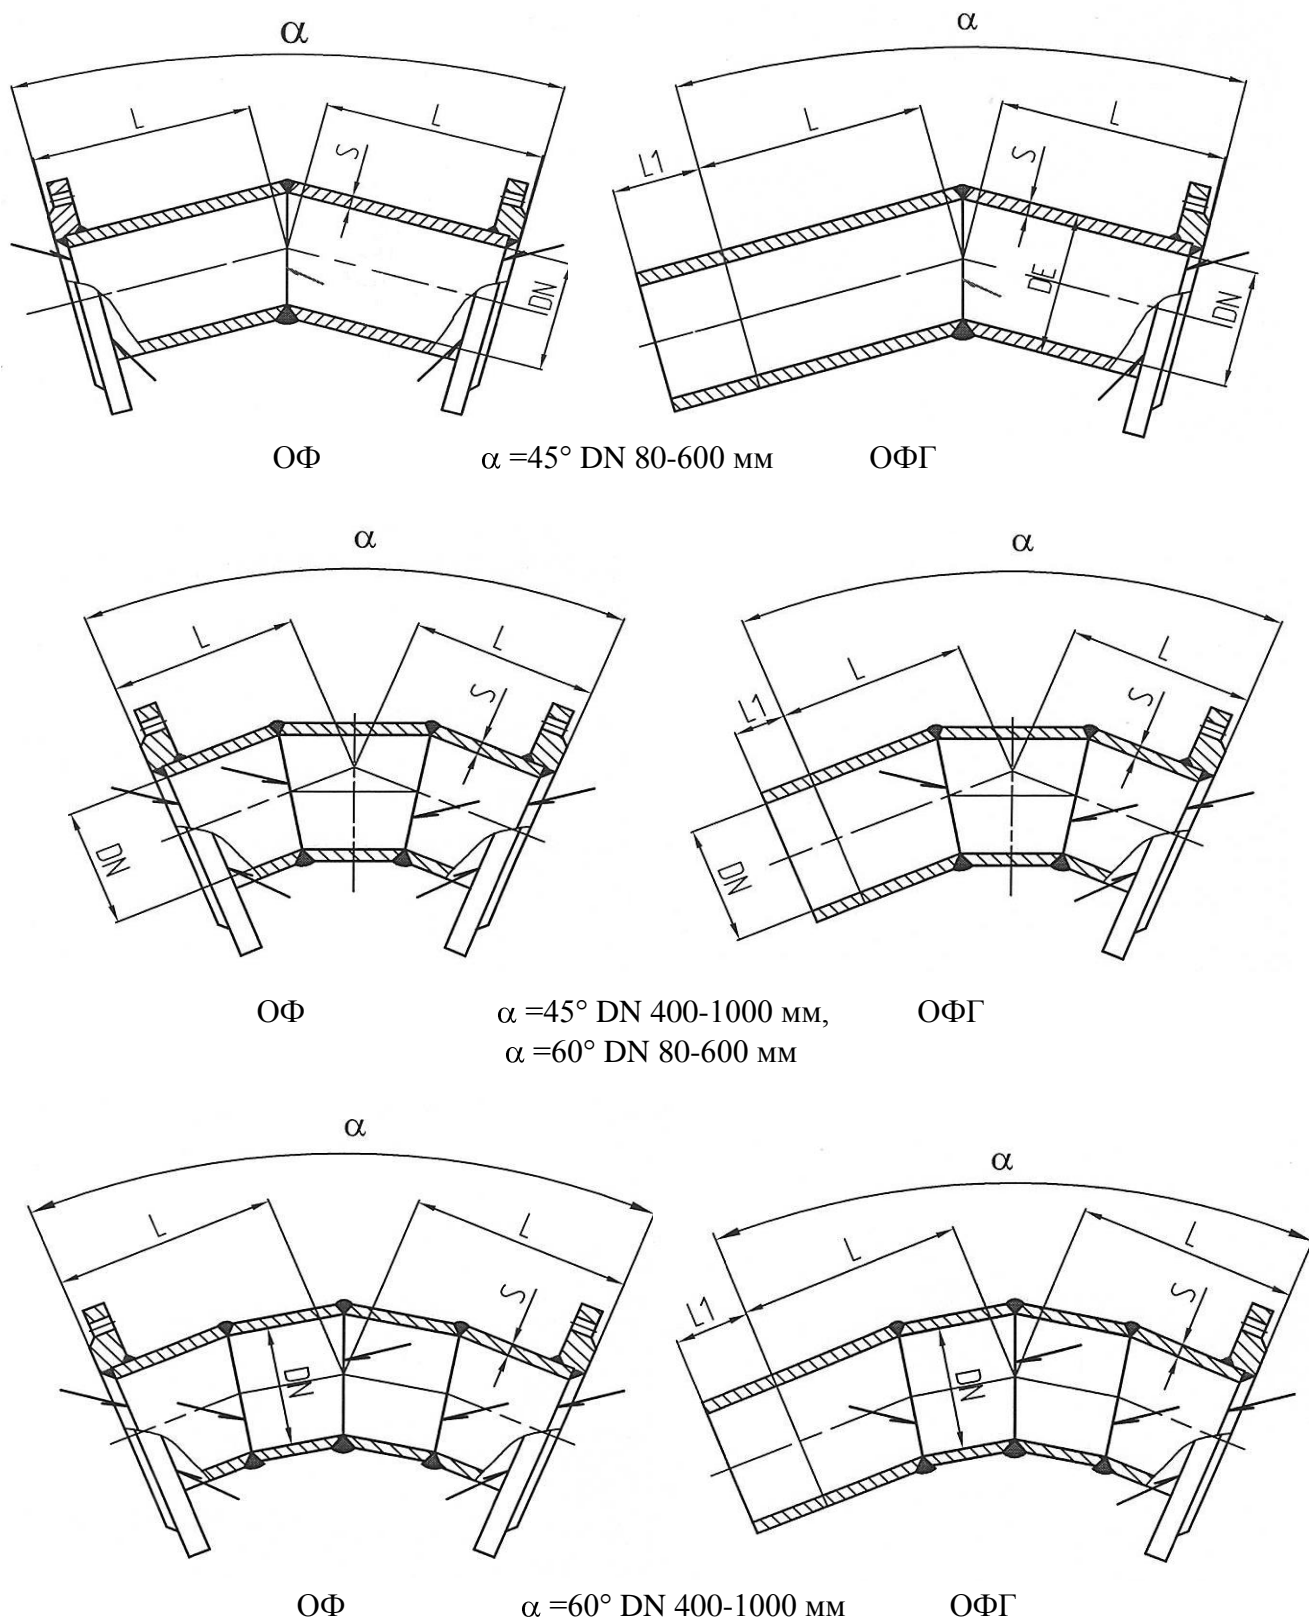 α α
L L S DN
L1 L L S DE DN
ОФ α =45° DN 80-600 мм ОФГ
α α
L L S DN
L1 L L S DN
ОФ α =45° DN 400-1000 мм, ОФГ
α =60° DN 80-600 мм
α α
L L S DN
L1 L L S DN
ОФ α =60° DN 400-1000 мм ОФГ